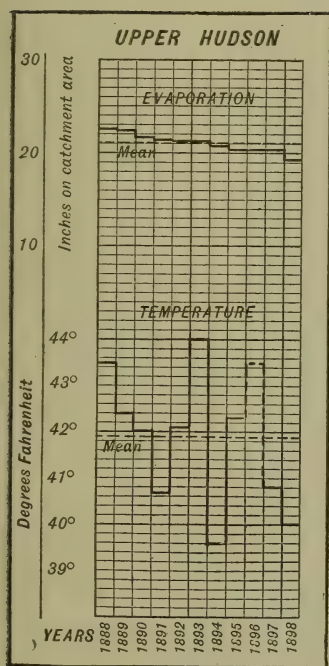 UPPER HUDSON
30
EVAPORATION
Mean
20
10
Inches on catchment area
TEMPERATURE
44°
43°
42°
Mean
41°
40°
39°
Degrees Fahrenheit
YEARS
1888
1889
1890
1891
1892
1893
1894
1895
1896
1897
1898